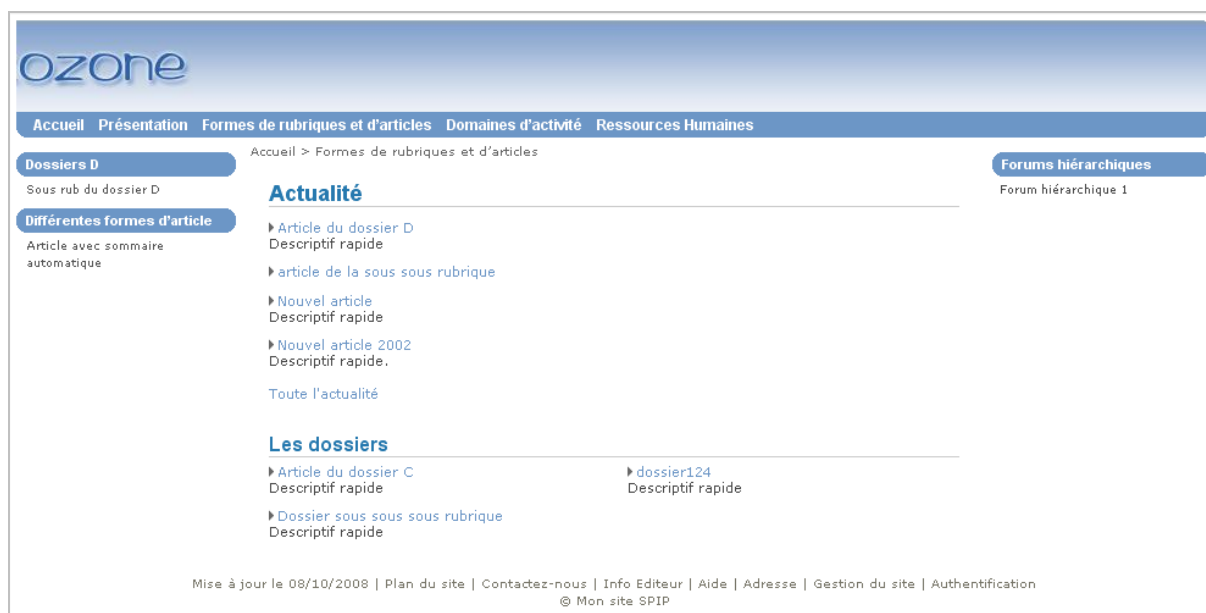 ozone
Accueil Présentation Formes de rubriques et d'articles Domaines d'activité Ressources Humaines
Accueil > Formes de rubriques et d'articles
Dossiers D
Sous rub du dossier D
Différentes formes d'article
Article avec sommaire
automatique
Actualité
Article du dossier D
Descriptif rapide
article de la sous sous rubrique
Nouvel article
Descriptif rapide
Nouvel article 2002
Descriptif rapide.
Toute l'actualité
Les dossiers
Article du dossier C
Descriptif rapide
dossier124
Descriptif rapide
Dossier sous sous sous rubrique
Descriptif rapide
Forums hiérarchiques
Forum hiérarchique 1
Mise à jour le 08/10/2008 | Plan du site | Contactez-nous | Info Editeur | Aide | Adresse | Gestion du site | Authentification
© Mon site SPIP